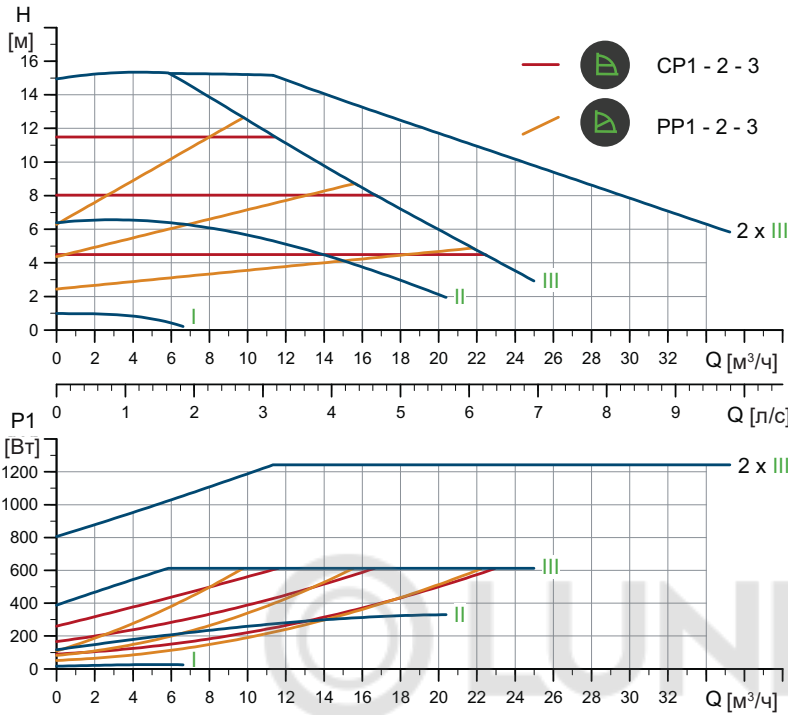 H
[м]
16
14
12
10
8
6
4
2
0
CP1 - 2 - 3
PP1 - 2 - 3
2 x III
III
II
I
0 2 4 6 8 10 12 14 16 18 20 22 24 26 28 30 32 Q [м³/ч]
0 1 2 3 4 5 6 7 8 9 Q [л/с]
P1
[Вт]
1200
1000
800
600
400
200
0
2 x III
III
II
I
LUNI
0 2 4 6 8 10 12 14 16 18 20 22 24 26 28 30 32 Q [м³/ч]